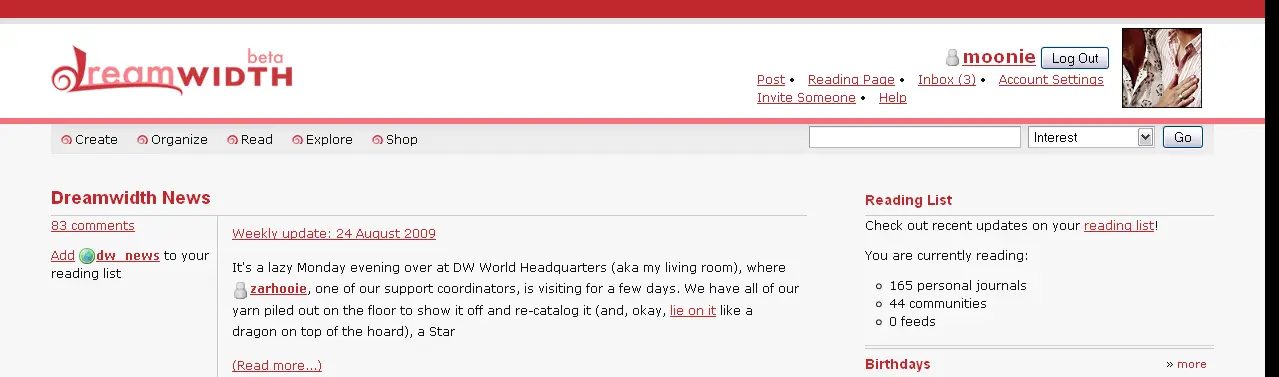 dreamwidth beta
moonie Log Out
Post • Reading Page • Inbox (3) • Account Settings
Invite Someone • Help
Create Organize Read Explore Shop Interest Go
Dreamwidth News
83 comments
Add dw_news to your
reading list
Weekly update: 24 August 2009
It's a lazy Monday evening over at DW World Headquarters (aka my living room), where
zarhooie, one of our support coordinators, is visiting for a few days. We have all of our
yarn piled out on the floor to show it off and re-catalog it (and, okay, lie on it like a
dragon on top of the hoard), a Star
(Read more...)
Reading List
Check out recent updates on your reading list!
You are currently reading:
165 personal journals
44 communities
0 feeds
Birthdays » more